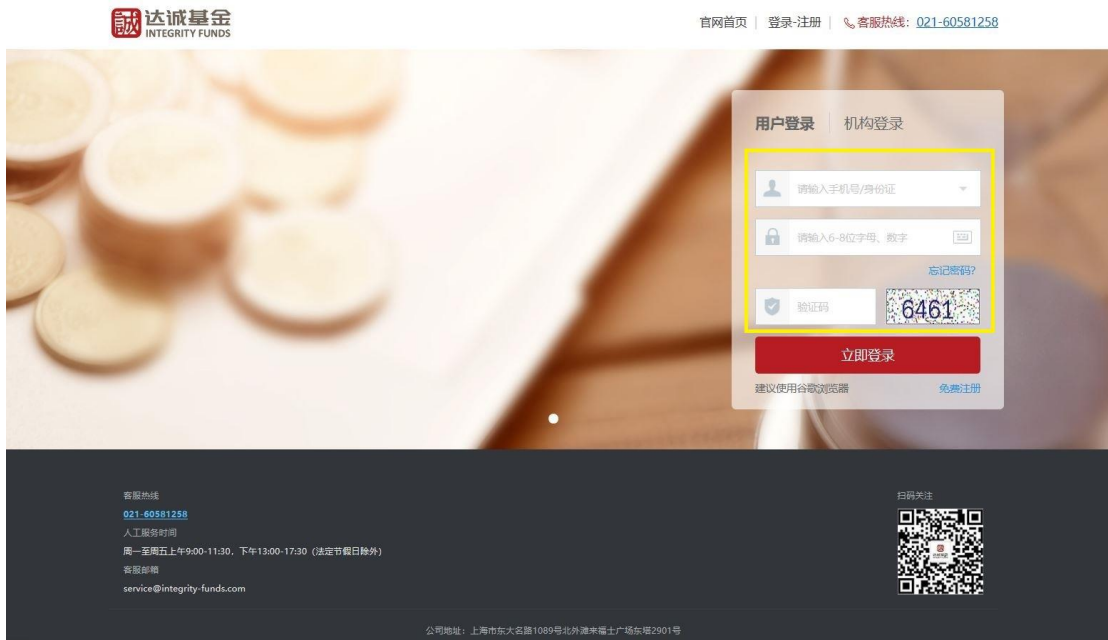 誠 达诚基金
INTEGRITY FUNDS
官网首页 | 登录-注册 | 客服热线：021-60581258
用户登录 | 机构登录
请输入手机号/身份证
请输入6-8位字母、数字
忘记密码?
验证码 6461
立即登录
建议使用谷歌浏览器 免费注册
客服热线
021-60581258
人工服务时间
周一至周五上午9:00-11:30，下午13:00-17:30 (法定节假日除外)
客服邮箱
service@integrity-funds.com
扫码关注
公司地址：上海市东大名路1089号北外滩来福士广场东塔2901号